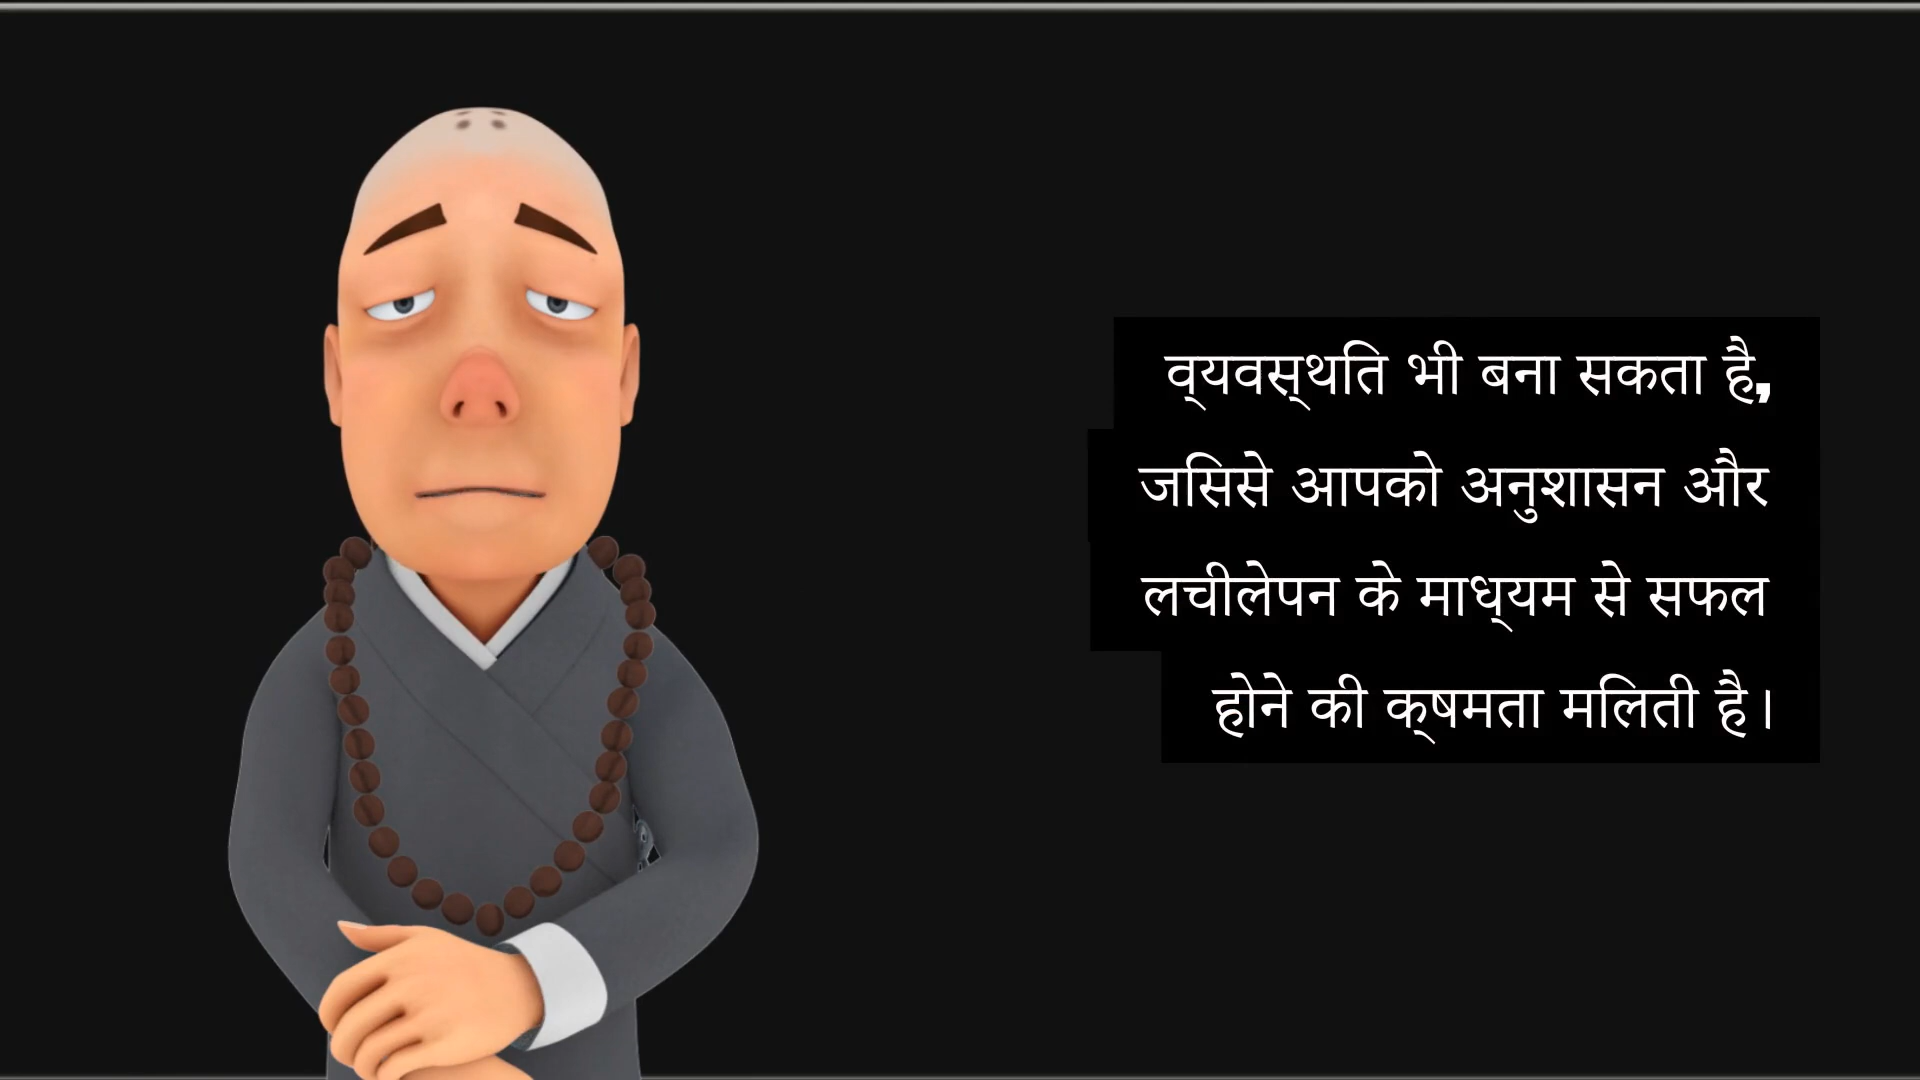 व्यवस्थति भी बना सकता है,
जसिसे आपको अनुशासन और
लचीलेपन के माध्यम से सफल
होने की क्षमता मलिती है।